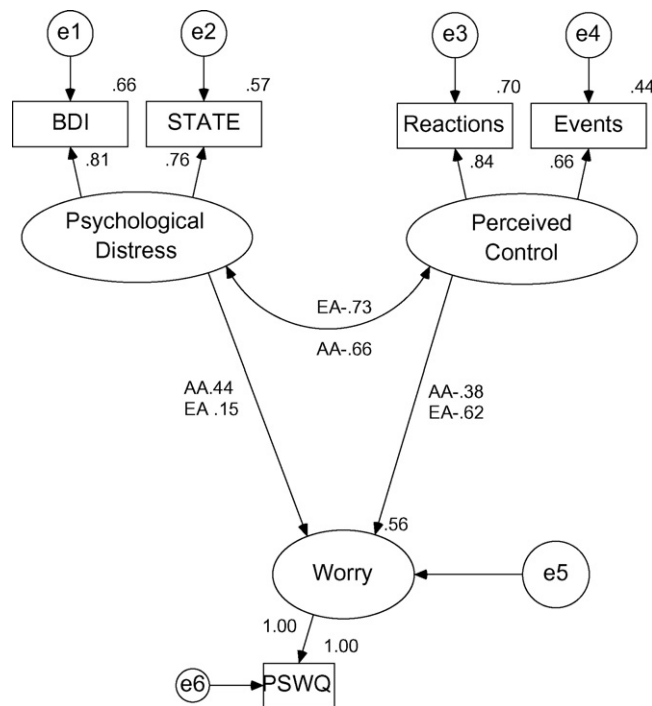 e1
e2
e3
e4
.66
.57
.70
.44
BDI
STATE
Reactions
Events
.81
.76
.84
.66
Psychological
Distress
Perceived
Control
EA-.73
AA-.66
AA.44
EA .15
AA-.38
EA-.62
.56
Worry
e5
1.00
1.00
e6
PSWQ